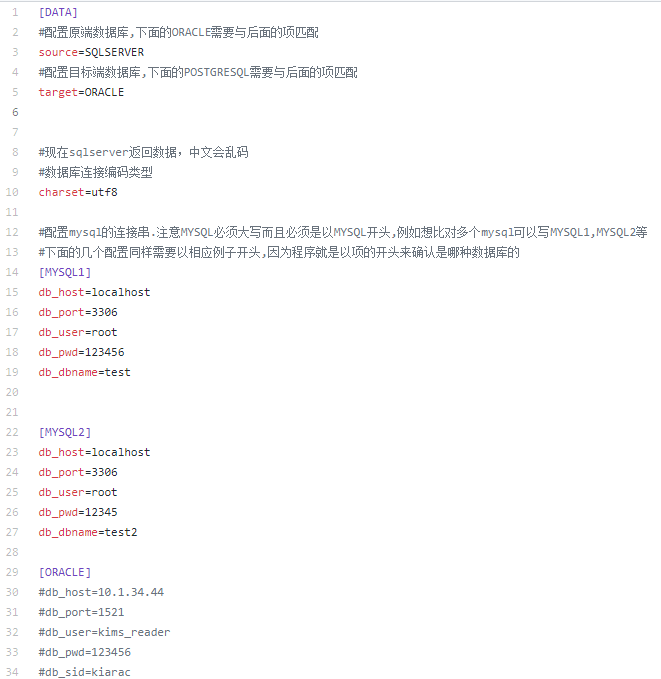 1 [DATA]
2 #配置原端数据库,下面的ORACLE需要与后面的项匹配
3 source=SQLSERVER
4 #配置目标端数据库,下面的POSTGRESQL需要与后面的项匹配
5 target=ORACLE
6
7
8 #现在sqlserver返回数据，中文会乱码
9 #数据库连接编码类型
10 charset=utf8
11
12 #配置mysql的连接串.注意MYSQL必须大写而且必须是以MYSQL开头,例如想比对多个mysql可以写MYSQL1,MYSQL2等
13 #下面的几个配置同样需要以相应例子开头,因为程序就是以项的开头来确认是哪种数据库的
14 [MYSQL1]
15 db_host=localhost
16 db_port=3306
17 db_user=root
18 db_pwd=123456
19 db_dbname=test
20
21
22 [MYSQL2]
23 db_host=localhost
24 db_port=3306
25 db_user=root
26 db_pwd=12345
27 db_dbname=test2
28
29 [ORACLE]
30 #db_host=10.1.34.44
31 #db_port=1521
32 #db_user=kims_reader
33 #db_pwd=123456
34 #db_sid=kiarac